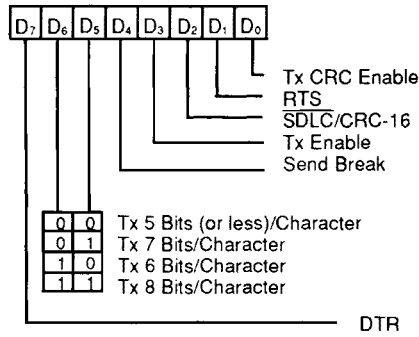 D₇ D₆ D₅ D₄ D₃ D₂ D₁ D₀
Tx CRC Enable
RTS
SDLC/CRC-16
Tx Enable
Send Break
0 0 Tx 5 Bits (or less)/Character
0 1 Tx 7 Bits/Character
1 0 Tx 6 Bits/Character
1 1 Tx 8 Bits/Character
DTR